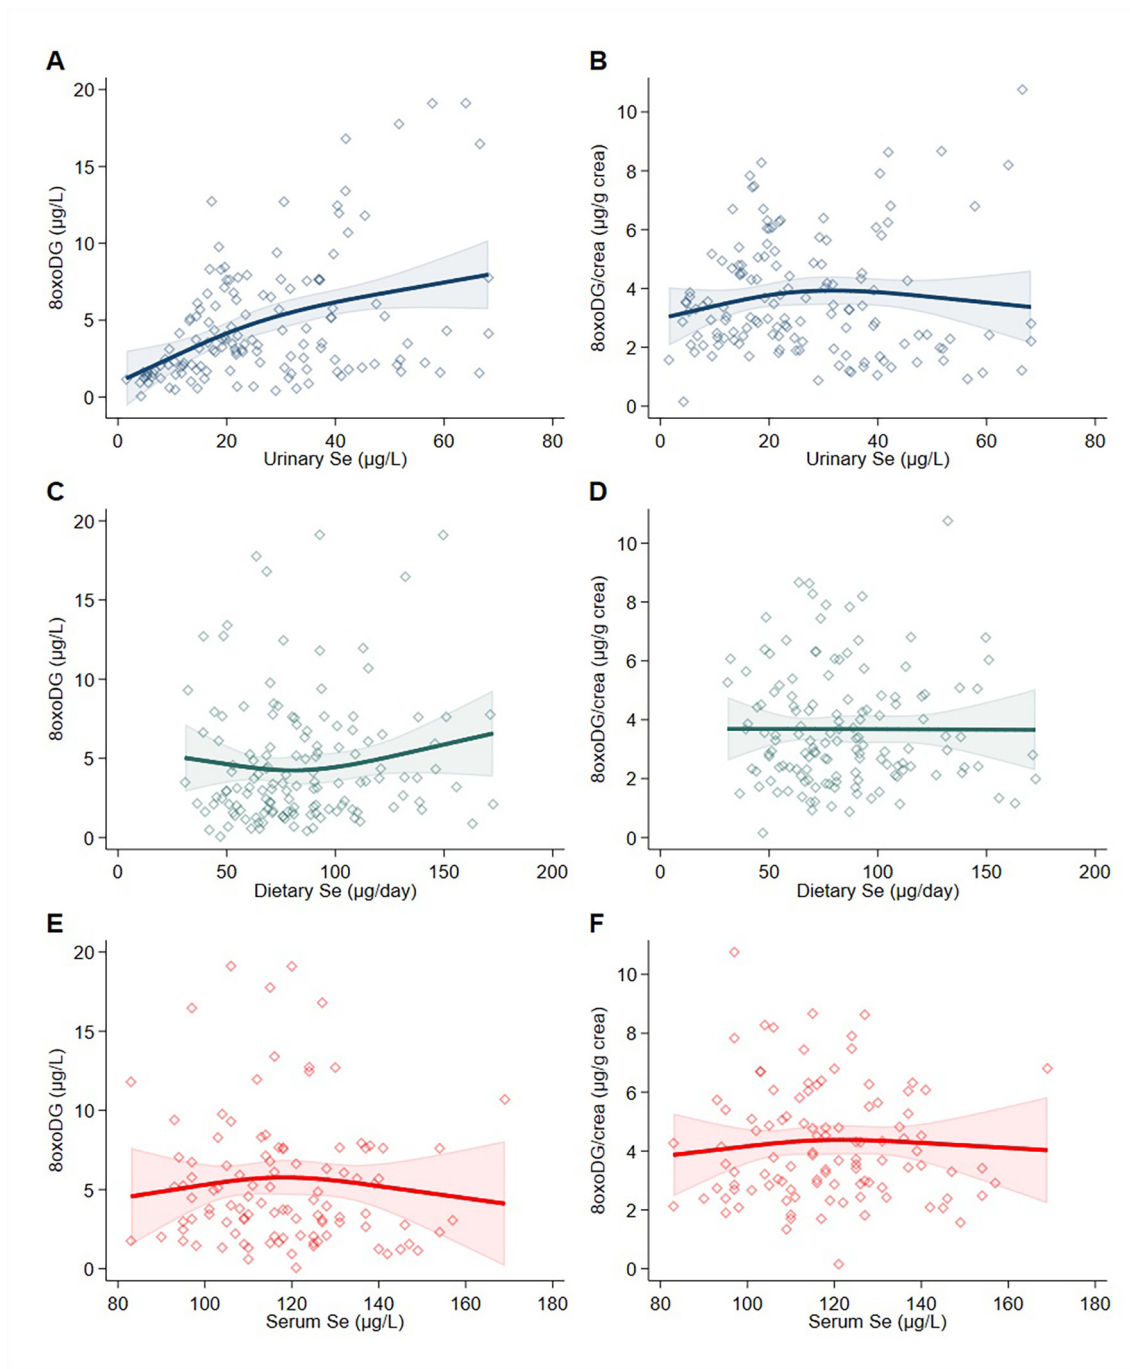 A
B
20
15
10
5
0
8oxoDG (µg/L)
0 20 40 60 80
Urinary Se (µg/L)
10
8
6
4
2
0
8oxoDG/crea (µg/g crea)
0 20 40 60 80
Urinary Se (µg/L)
C
D
20
15
10
5
0
8oxoDG (µg/L)
0 50 100 150 200
Dietary Se (µg/day)
10
8
6
4
2
0
8oxoDG/crea (µg/g crea)
0 50 100 150 200
Dietary Se (µg/day)
E
F
20
15
10
5
0
8oxoDG (µg/L)
80 100 120 140 160 180
Serum Se (µg/L)
10
8
6
4
2
0
8oxoDG/crea (µg/g crea)
80 100 120 140 160 180
Serum Se (µg/L)